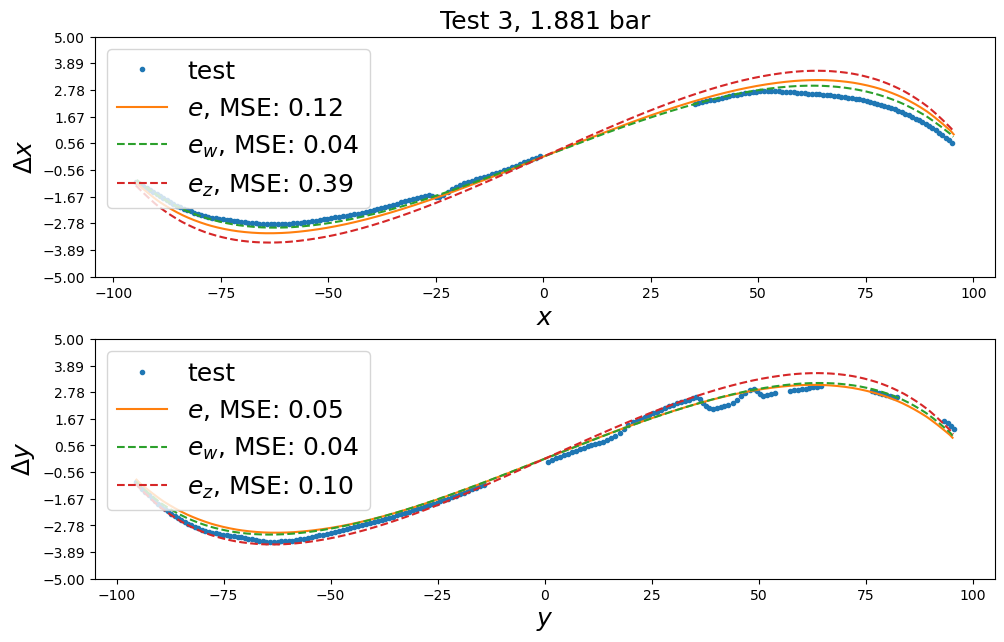 Test 3, 1.881 bar
5.00
3.89
2.78
1.67
0.56
−0.56
−1.67
−2.78
−3.89
−5.00
Δx
test
e, MSE: 0.12
e_w, MSE: 0.04
e_z, MSE: 0.39
−100 −75 −50 −25 0 25 50 75 100
x
5.00
3.89
2.78
1.67
0.56
−0.56
−1.67
−2.78
−3.89
−5.00
Δy
test
e, MSE: 0.05
e_w, MSE: 0.04
e_z, MSE: 0.10
−100 −75 −50 −25 0 25 50 75 100
y